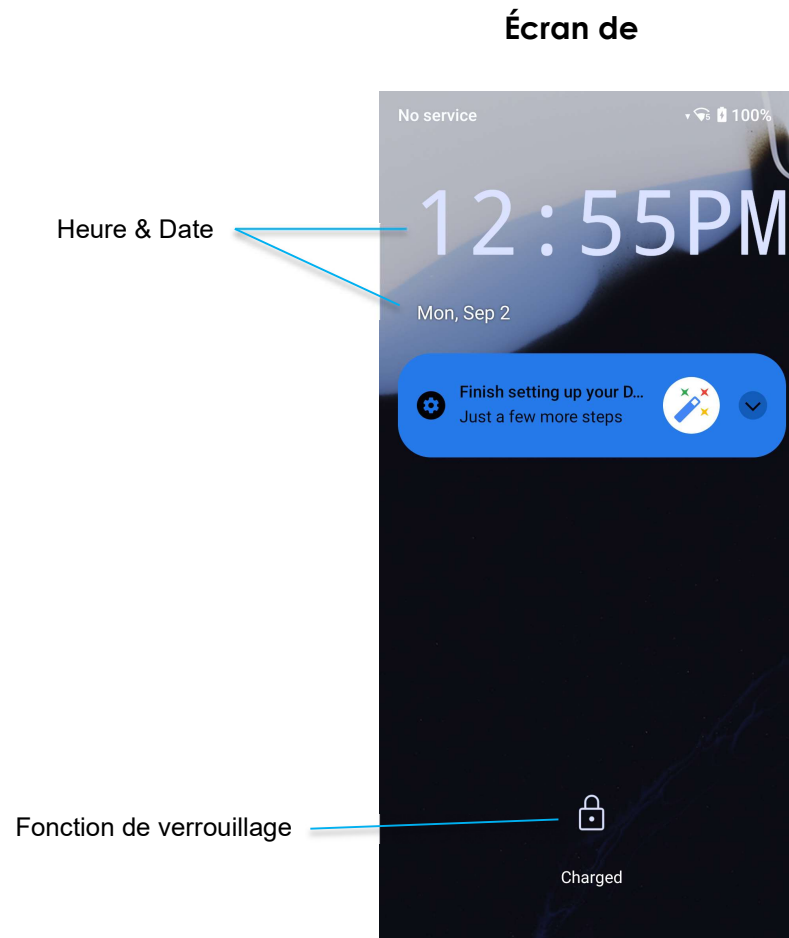 Écran de
No service
5 100%
Heure & Date
12:55PM
Mon, Sep 2
Finish setting up your D...
Just a few more steps
Fonction de verrouillage
Charged